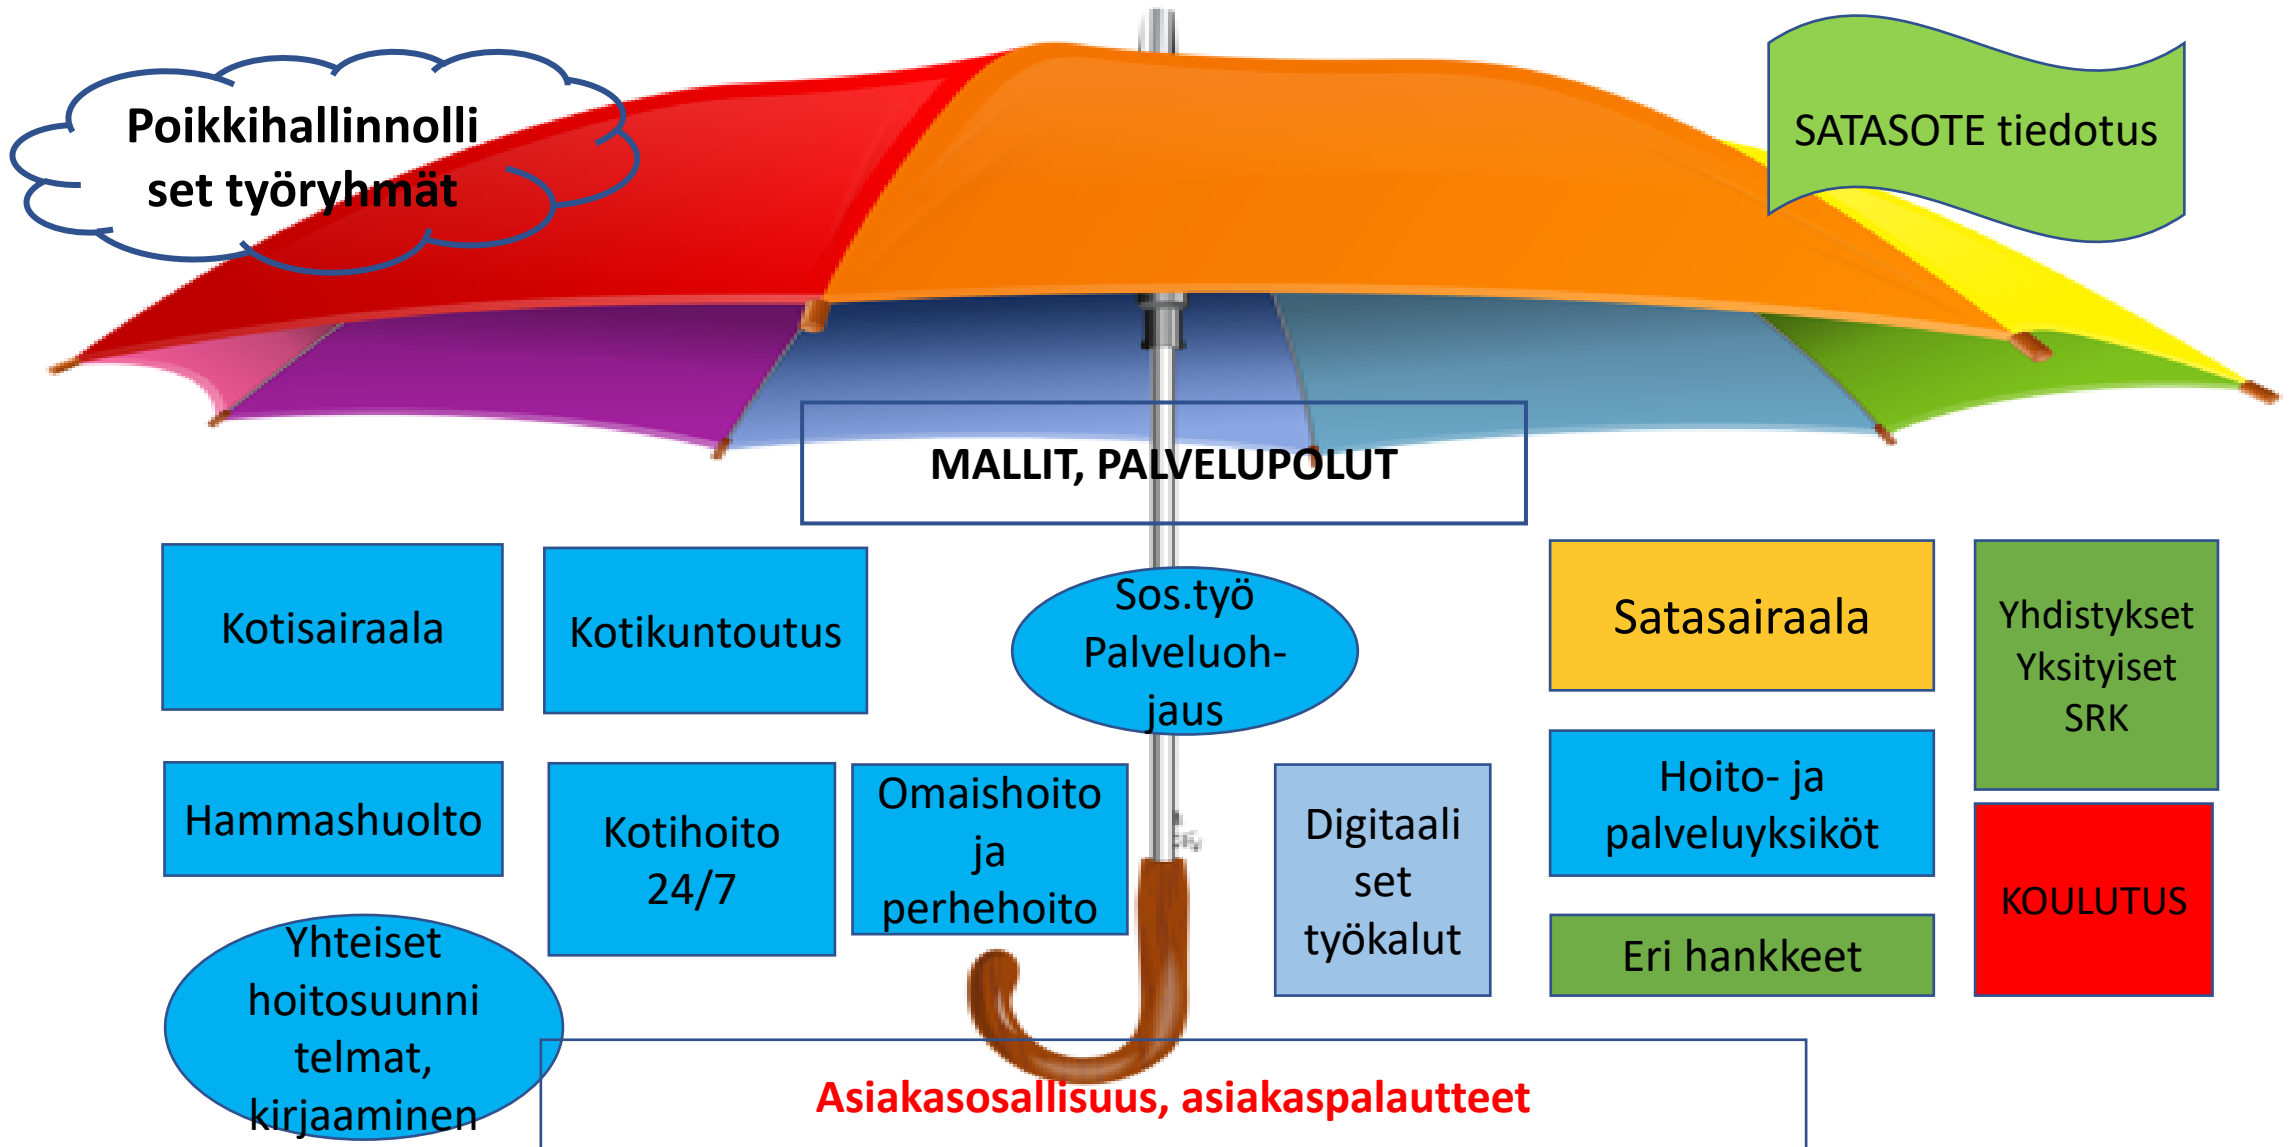 Poikkihallinnolli
set työryhmät
SATASOTE tiedotus
MALLIT, PALVELUPOLUT
Kotisairaala
Kotikuntoutus
Sos.työ
Palveluoh-
jaus
Satasairaala
Yhdistykset
Yksityiset
SRK
Hammashuolto
Kotihoito
24/7
Omaishoito
ja
perhehoito
Digitaali
set
työkalut
Hoito- ja
palveluyksiköt
KOULUTUS
Eri hankkeet
Yhteiset
hoitosuunni
telmat,
kirjaaminen
Asiakasosallisuus, asiakaspalautteet